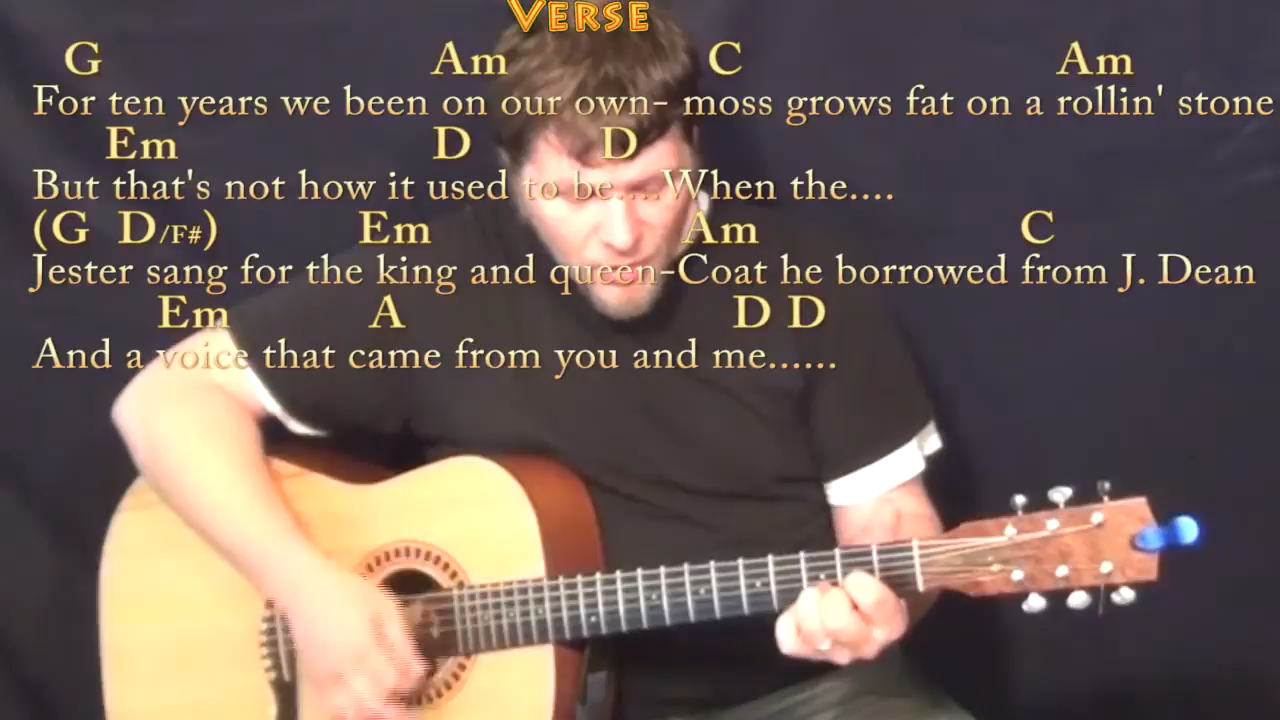 VERSE
G Am C Am
For ten years we been on our own- moss grows fat on a rollin' stone
Em D D
But that's not how it used to be....When the....
(G D/F#) Em Am C
Jester sang for the king and queen-Coat he borrowed from J. Dean
Em A D D
And a voice that came from you and me......